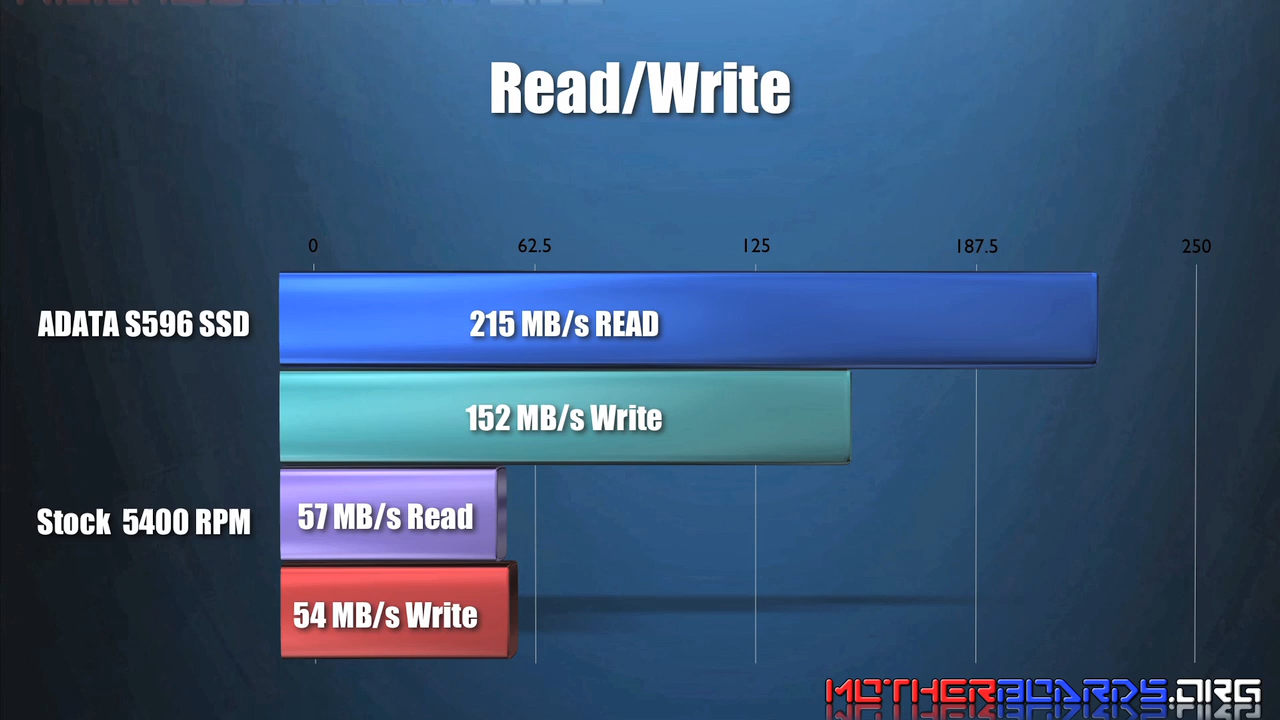 Read/Write
0 62.5 125 187.5 250
ADATA S596 SSD 215 MB/s READ
152 MB/s Write
Stock 5400 RPM 57 MB/s Read
54 MB/s Write
MOTHERBOARDS.ORG